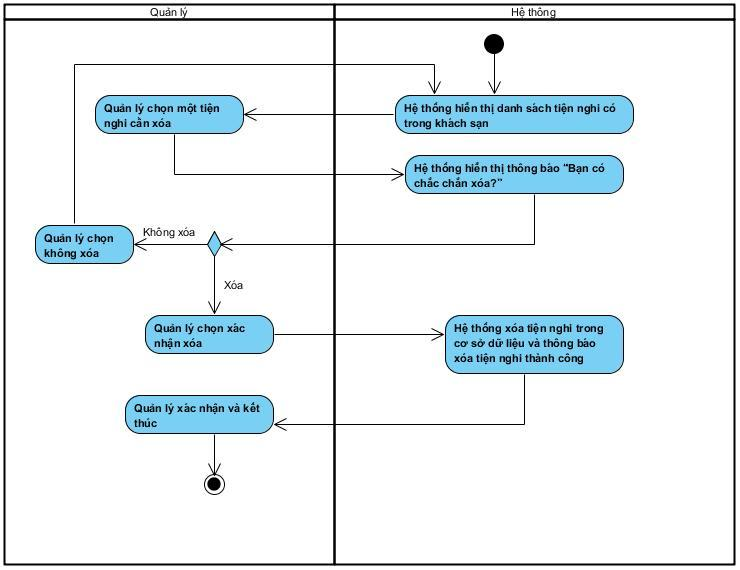 Quản lý
Hệ thông
Quản lý chọn một tiện
nghi cần xóa
Hệ thống hiển thị danh sách tiện nghi có
trong khách sạn
Hệ thống hiển thị thông báo “Bạn có
chắc chắn xóa?”
Không xóa
Quản lý chọn
không xóa
Xóa
Quản lý chọn xác
nhận xóa
Hệ thống xóa tiện nghi trong
cơ sở dữ liệu và thông báo
xóa tiện nghi thành công
Quản lý xác nhận và kết
thúc